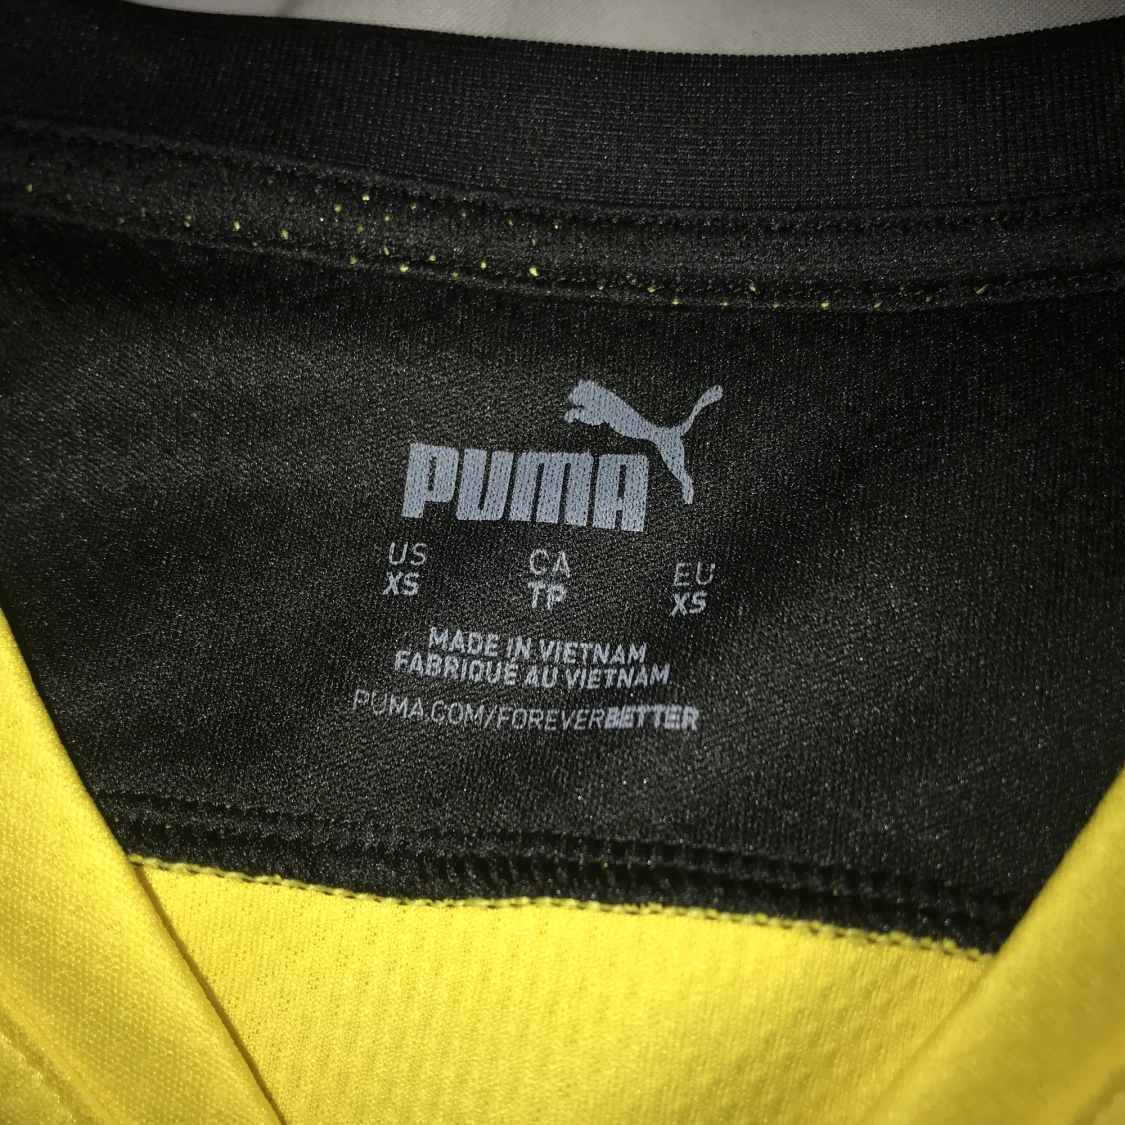 PUMA
US CA EU
XS TP XS
MADE IN VIETNAM
FABRIQUÉ AU VIETNAM
PUMA.COM/FOREVERBETTER